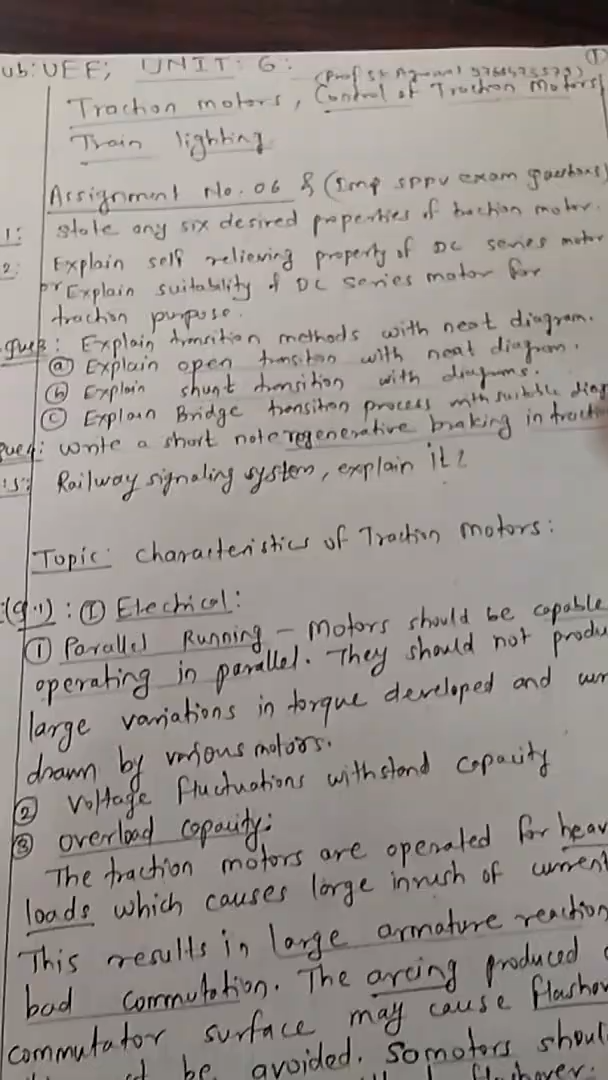 ub: UEE; UNIT: 6: ①
(Prof S K Agrawal
Traction motors, Control of Traction Motors,
Train lighting
Assignment No. 06 & (Imp SPPU exam questions)
1: State any six desired properties of traction motor.
2: Explain self relieving property of DC series motor
or Explain suitability of DC series motor for
traction purpose.
Que3: Explain transition methods with neat diagram.
ⓐ Explain open transition with neat diagram.
ⓑ Explain shunt transition with diagrams.
ⓒ Explain Bridge transition process with suitable diag
Que4: Write a short note regenerative braking in tracti
:5: Railway signaling system, explain it?
Topic: Characteristics of Traction Motors:
(Q.1): ① Electrical:
① Parallel Running - Motors should be capable
operating in parallel. They should not produ
large variations in torque developed and curr
drawn by various motors.
② Voltage fluctuations withstand capacity
③ Overload capacity:
The traction motors are operated for heav
loads which causes large inrush of current
This results in large armature reaction
bad commutation. The arcing produced o
commutator surface may cause flashov
be avoided. So motors shoul
flashover.